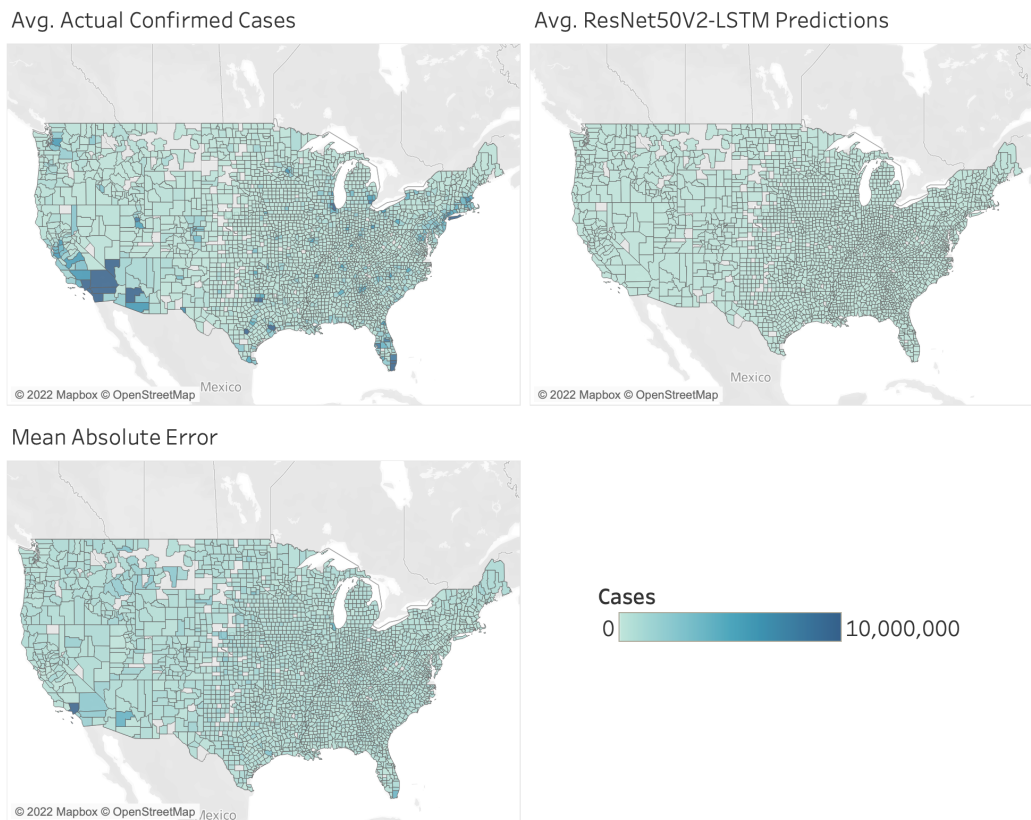 Avg. Actual Confirmed Cases
Avg. ResNet50V2-LSTM Predictions
Mexico
© 2022 Mapbox © OpenStreetMap
Mexico
© 2022 Mapbox © OpenStreetMap
Mean Absolute Error
Cases
0 10,000,000
© 2022 Mapbox © OpenStreetMap Mexico